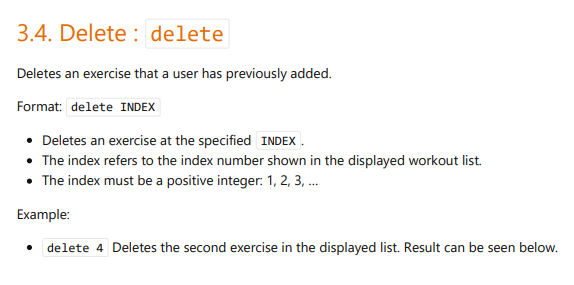 3.4. Delete : delete
Deletes an exercise that a user has previously added.
Format: delete INDEX
• Deletes an exercise at the specified INDEX .
• The index refers to the index number shown in the displayed workout list.
• The index must be a positive integer: 1, 2, 3, ...
Example:
• delete 4 Deletes the second exercise in the displayed list. Result can be seen below.